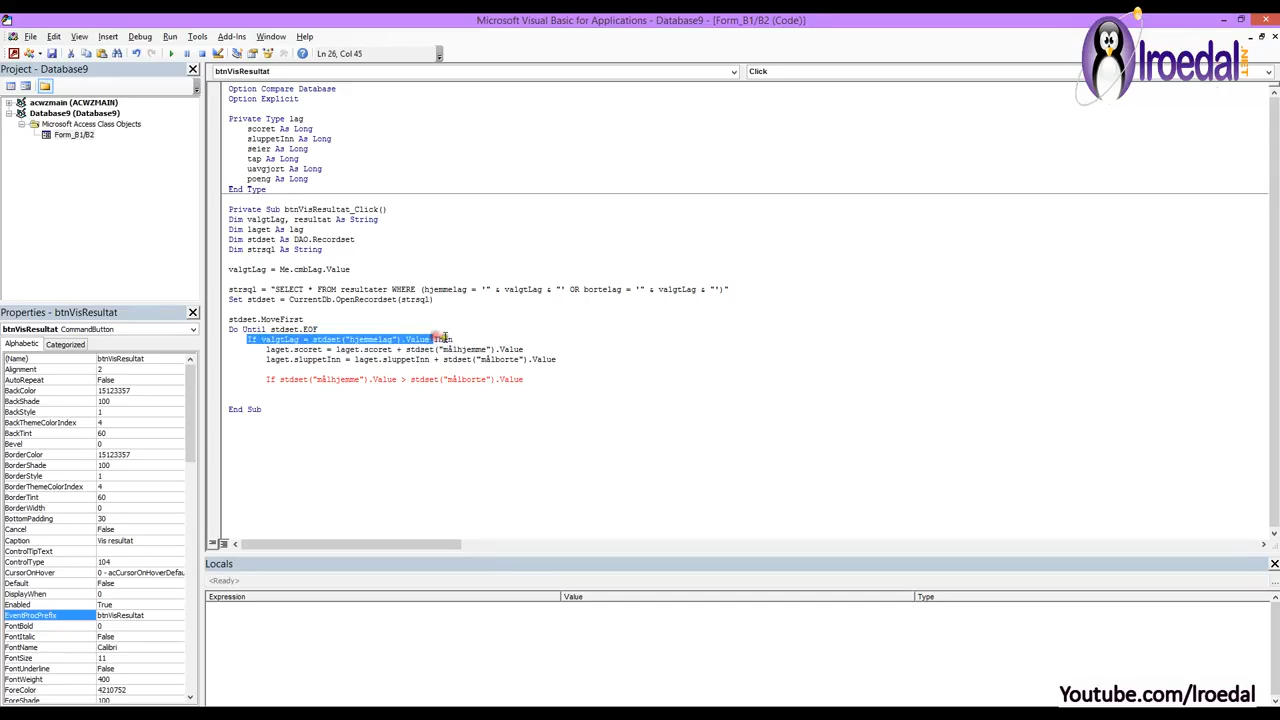 Microsoft Visual Basic for Applications - Database9 - [Form_B1/B2 (Code)]
File Edit View Insert Debug Run Tools Add-Ins Window Help
Ln 26, Col 45
lroedal.NET
Project - Database9
btnVisResultat
Click
acwzmain (ACWZMAIN)
Database9 (Database9)
Microsoft Access Class Objects
Form_B1/B2
Option Compare Database
Option Explicit
Private Type lag
scoret As Long
sluppetInn As Long
seier As Long
tap As Long
uavgjort As Long
poeng As Long
End Type
Private Sub btnVisResultat_Click()
Dim valgtLag, resultat As String
Dim laget As lag
Dim stdset As DAO.Recordset
Dim strsql As String
valgtLag = Me.cmbLag.Value
strsql = "SELECT * FROM resultater WHERE (hjemmelag = '" & valgtLag & "' OR bortelag = '" & valgtLag & "')"
Set stdset = CurrentDb.OpenRecordset(strsql)
stdset.MoveFirst
Do Until stdset.EOF
If valgtLag = stdset("hjemmelag").Value Then
laget.scoret = laget.scoret + stdset("målhjemme").Value
laget.sluppetInn = laget.sluppetInn + stdset("målborte").Value
If stdset("målhjemme").Value > stdset("målborte").Value
End Sub
Properties - btnVisResultat
btnVisResultat CommandButton
Alphabetic Categorized
(Name) btnVisResultat
Alignment 2
AutoRepeat False
BackColor 15123357
BackShade 100
BackStyle 1
BackThemeColorIndex 4
BackTint 60
Bevel 0
BorderColor 15123357
BorderShade 100
BorderStyle 1
BorderThemeColorIndex 4
BorderTint 60
BorderWidth 0
BottomPadding 30
Cancel False
Caption Vis resultat
ControlTipText
ControlType 104
CursorOnHover 0 - acCursorOnHoverDefau
Default False
DisplayWhen 0
Enabled True
EventProcPrefix btnVisResultat
FontBold 0
FontItalic False
FontName Calibri
FontSize 11
FontUnderline False
FontWeight 400
ForeColor 4210752
ForeShade 100
Locals
<Ready>
Expression Value Type
Youtube.com/lroedal